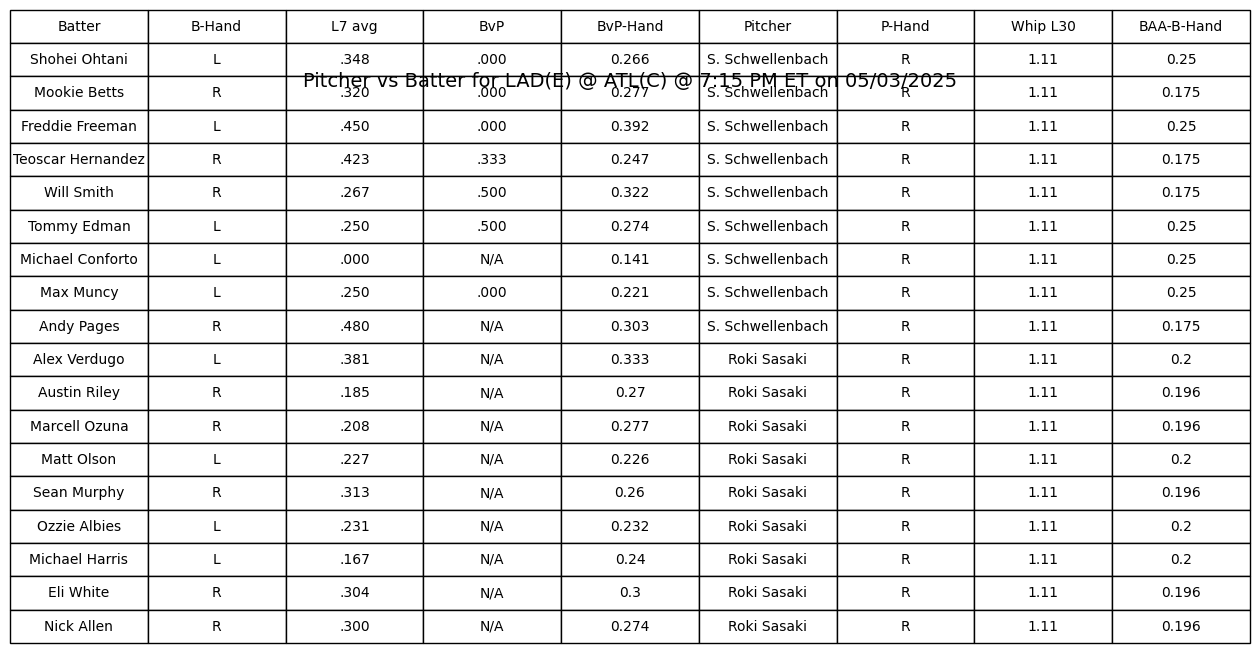 Batter B-Hand L7 avg BvP BvP-Hand Pitcher P-Hand Whip L30 BAA-B-Hand
Shohei Ohtani L .348 .000 0.266 S. Schwellenbach R 1.11 0.25
Pitcher vs Batter for LAD(E) @ ATL(C) @ 7:15 PM ET on 05/03/2025
Mookie Betts R .320 .000 0.277 S. Schwellenbach R 1.11 0.175
Freddie Freeman L .450 .000 0.392 S. Schwellenbach R 1.11 0.25
Teoscar Hernandez R .423 .333 0.247 S. Schwellenbach R 1.11 0.175
Will Smith R .267 .500 0.322 S. Schwellenbach R 1.11 0.175
Tommy Edman L .250 .500 0.274 S. Schwellenbach R 1.11 0.25
Michael Conforto L .000 N/A 0.141 S. Schwellenbach R 1.11 0.25
Max Muncy L .250 .000 0.221 S. Schwellenbach R 1.11 0.25
Andy Pages R .480 N/A 0.303 S. Schwellenbach R 1.11 0.175
Alex Verdugo L .381 N/A 0.333 Roki Sasaki R 1.11 0.2
Austin Riley R .185 N/A 0.27 Roki Sasaki R 1.11 0.196
Marcell Ozuna R .208 N/A 0.277 Roki Sasaki R 1.11 0.196
Matt Olson L .227 N/A 0.226 Roki Sasaki R 1.11 0.2
Sean Murphy R .313 N/A 0.26 Roki Sasaki R 1.11 0.196
Ozzie Albies L .231 N/A 0.232 Roki Sasaki R 1.11 0.2
Michael Harris L .167 N/A 0.24 Roki Sasaki R 1.11 0.2
Eli White R .304 N/A 0.3 Roki Sasaki R 1.11 0.196
Nick Allen R .300 N/A 0.274 Roki Sasaki R 1.11 0.196